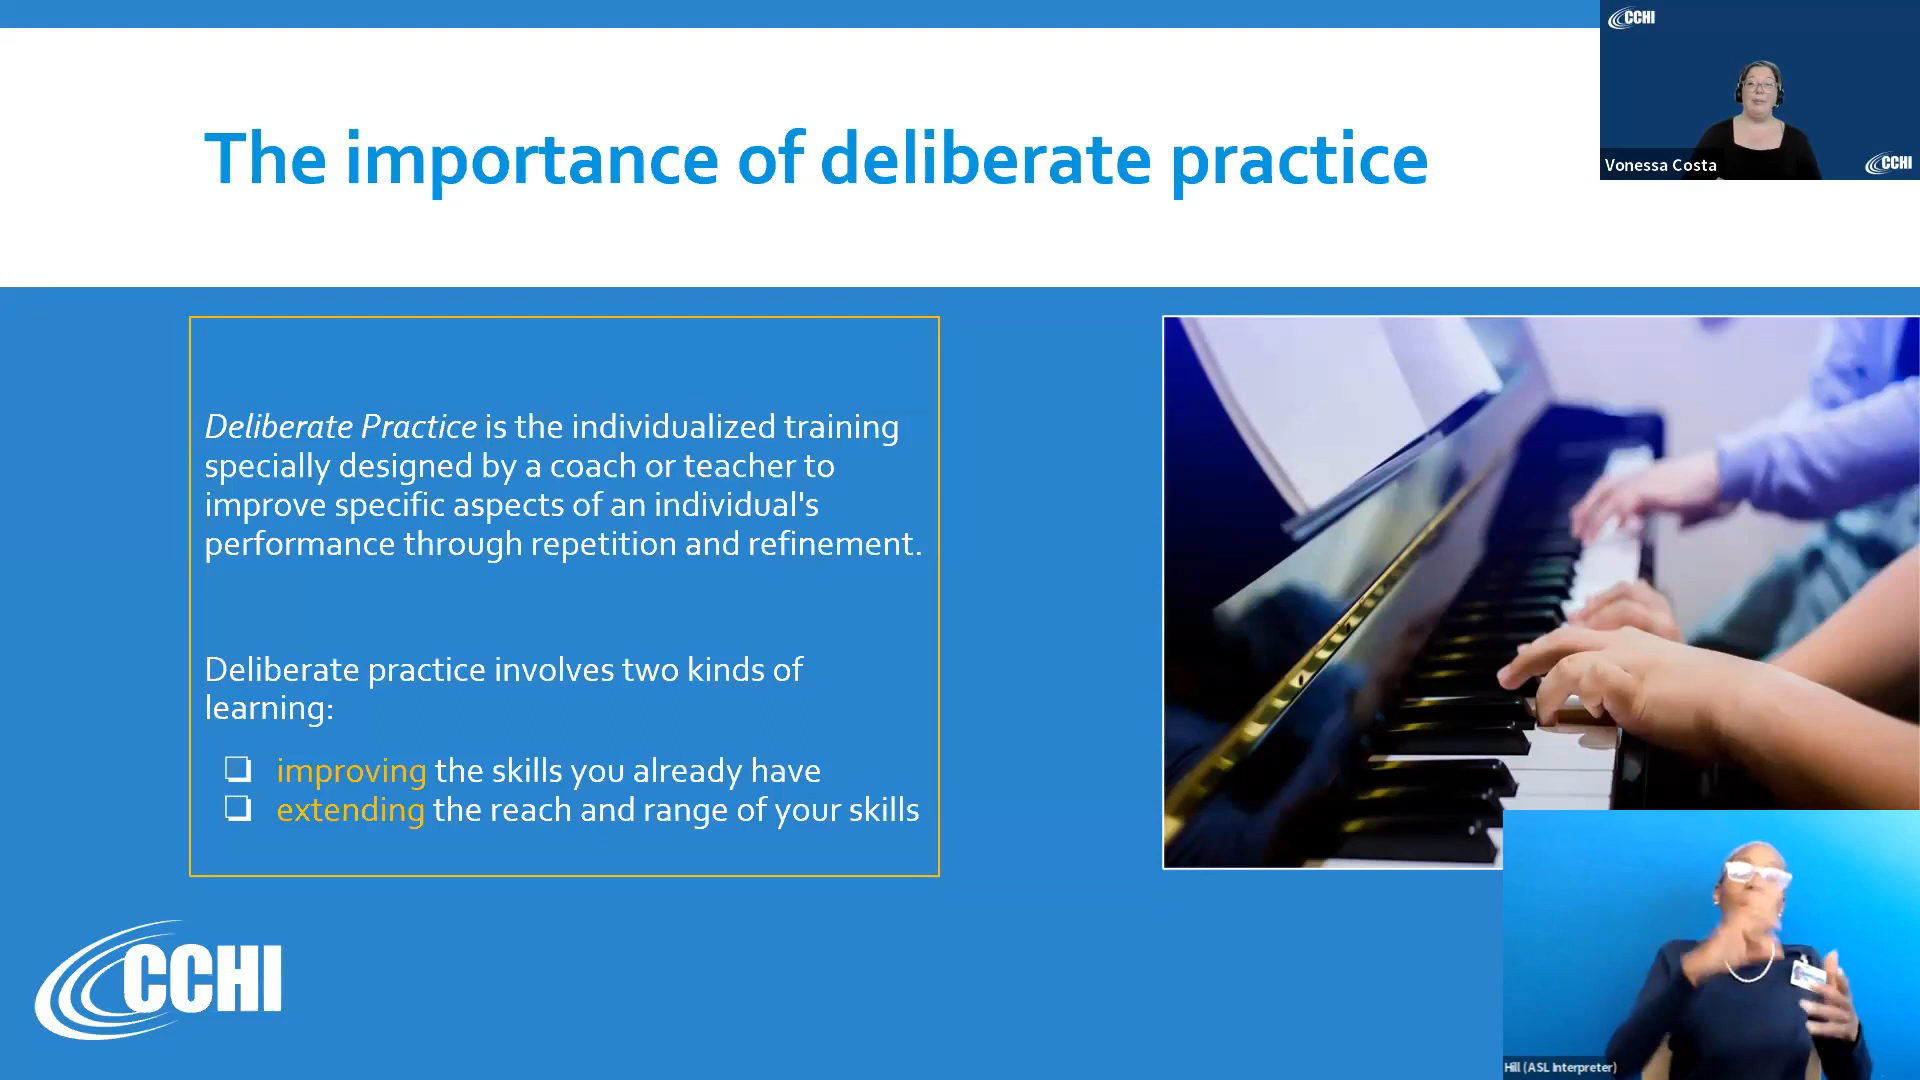 CCHI
The importance of deliberate practice
Vonessa Costa
CCHI
Deliberate Practice is the individualized training
specially designed by a coach or teacher to
improve specific aspects of an individual's
performance through repetition and refinement.
Deliberate practice involves two kinds of
learning:
❏ improving the skills you already have
❏ extending the reach and range of your skills
CCHI
Hill (ASL Interpreter)